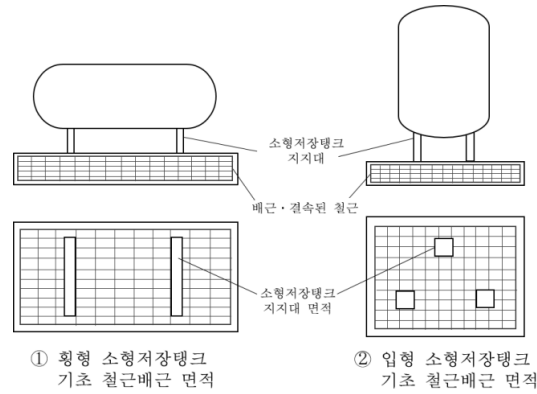 소형저장탱크
지지대
배근·결속된 철근
소형저장탱크
지지대 면적
① 횡형 소형저장탱크
기초 철근배근 면적
② 입형 소형저장탱크
기초 철근배근 면적